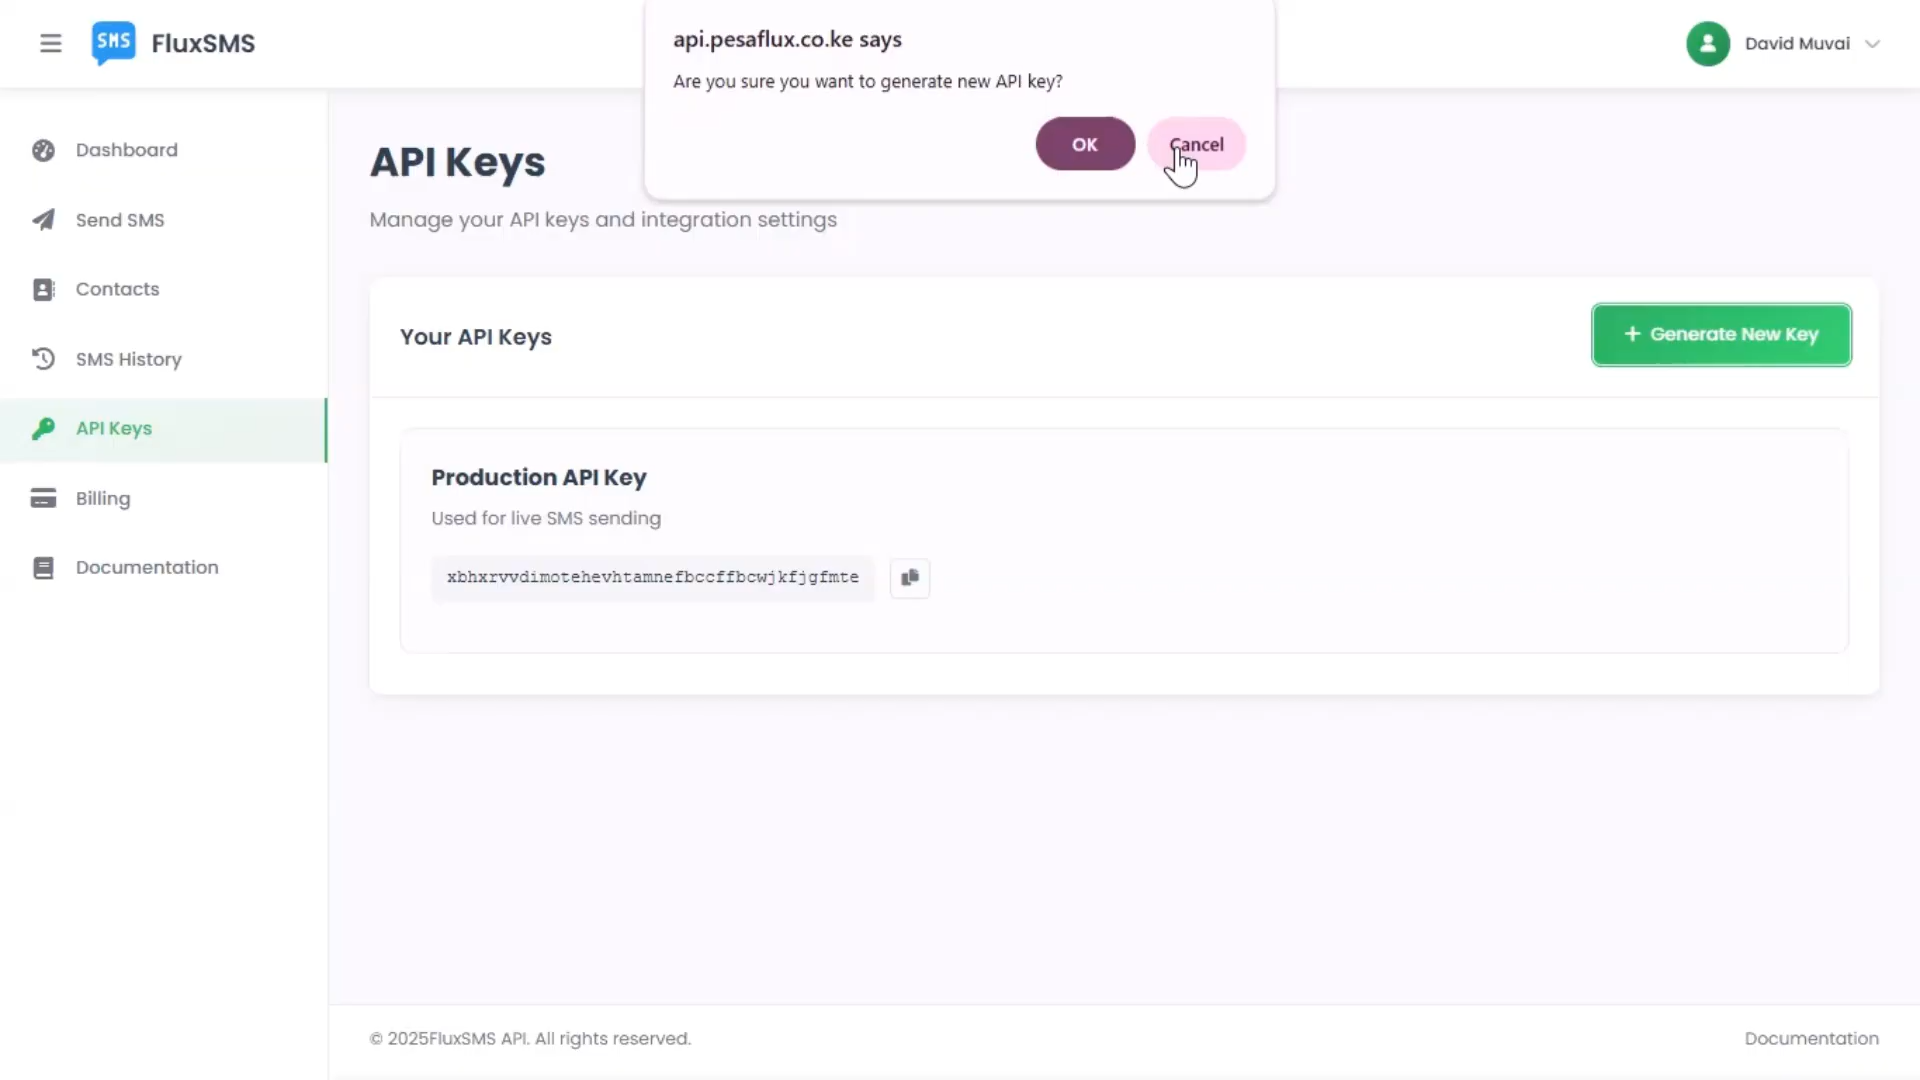 SMS FluxSMS
David Muvai
api.pesaflux.co.ke says
Are you sure you want to generate new API key?
OK
Cancel
Dashboard
Send SMS
Contacts
SMS History
API Keys
Billing
Documentation
API Keys
Manage your API keys and integration settings
Your API Keys
+ Generate New Key
Production API Key
Used for live SMS sending
xbhxrvvdimotehevhtamnefbccffbcwjkfjgfmte
© 2025FluxSMS API. All rights reserved.
Documentation